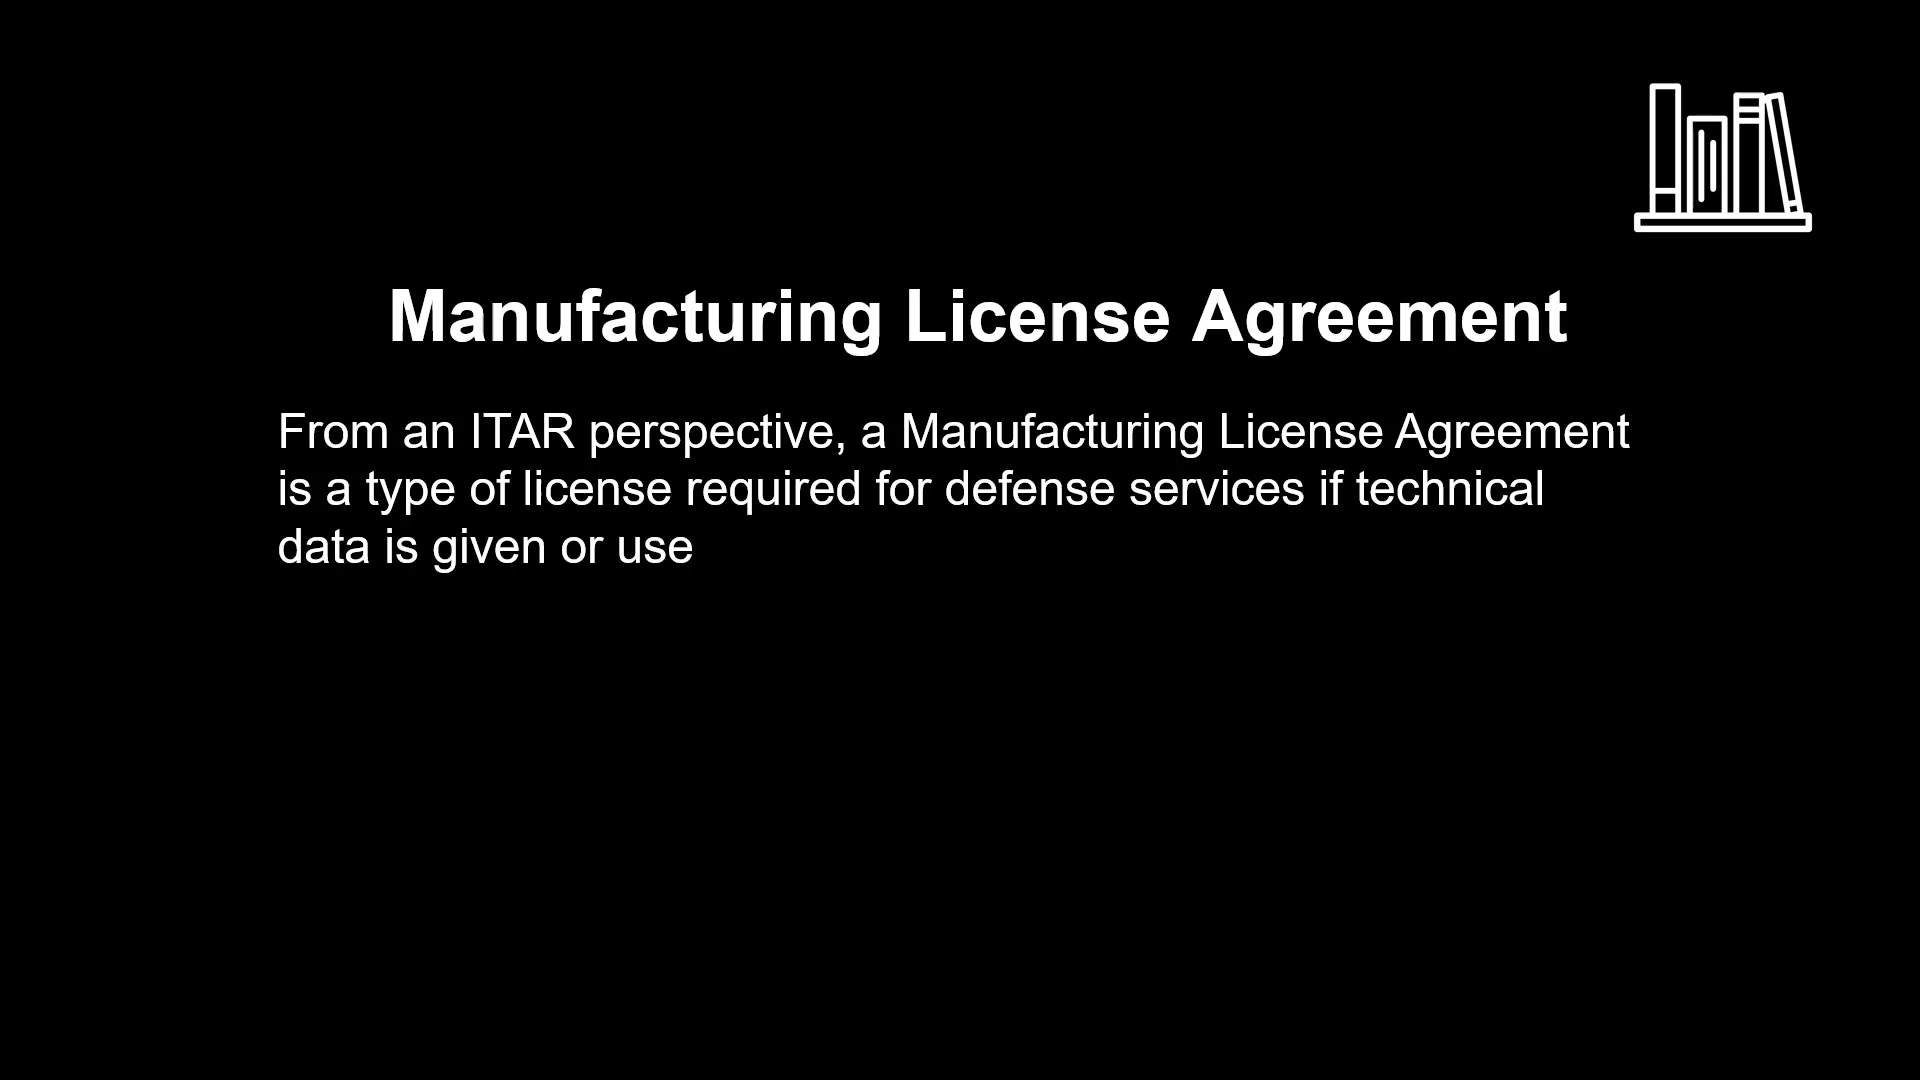 Manufacturing License Agreement
From an ITAR perspective, a Manufacturing License Agreement
is a type of license required for defense services if technical
data is given or use